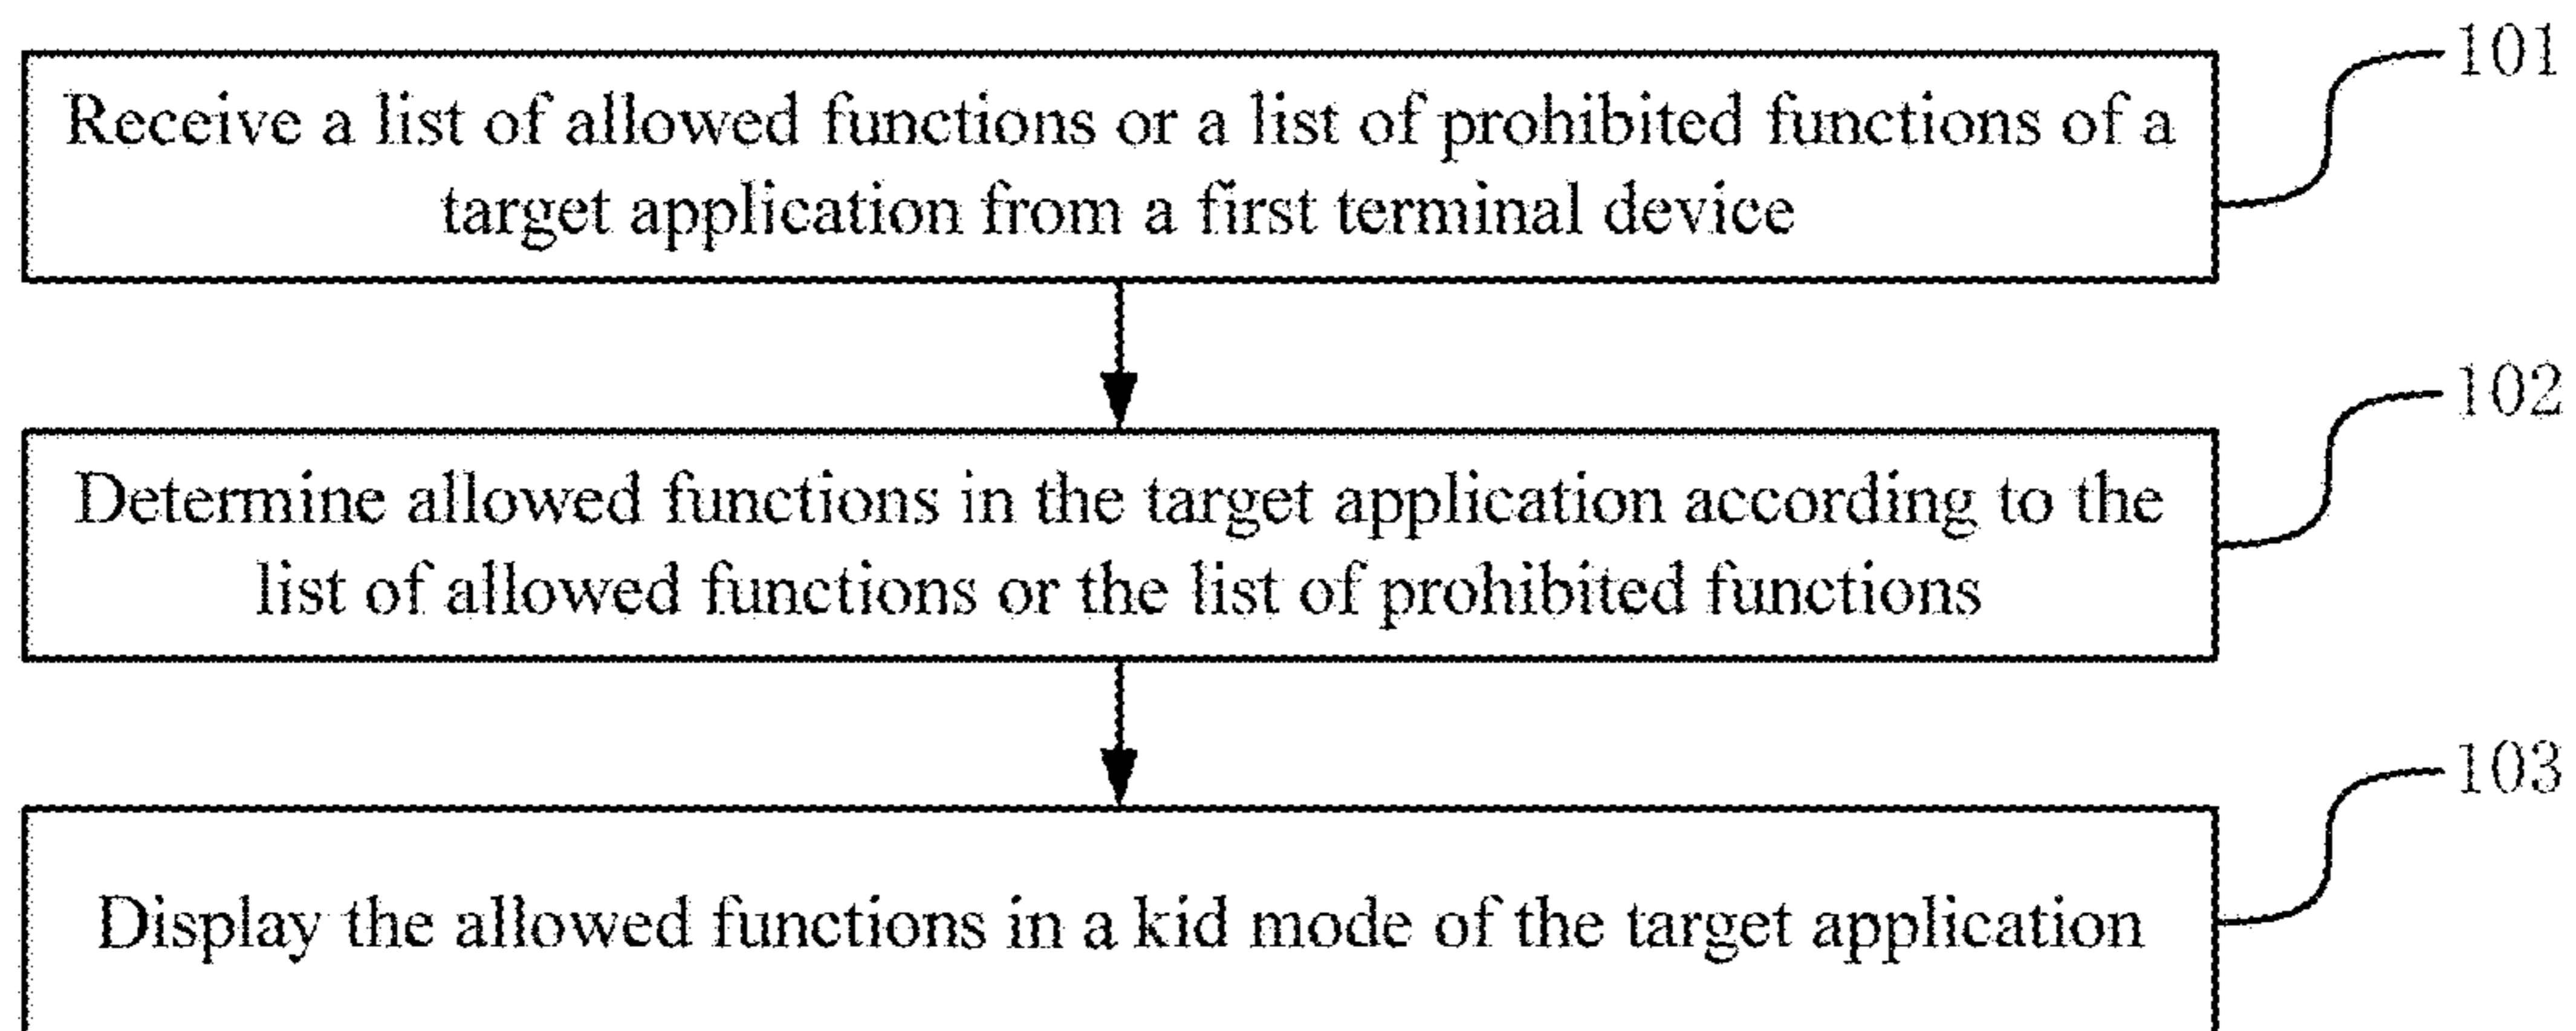 101
Receive a list of allowed functions or a list of prohibited functions of a
target application from a first terminal device
102
Determine allowed functions in the target application according to the
list of allowed functions or the list of prohibited functions
103
Display the allowed functions in a kid mode of the target application